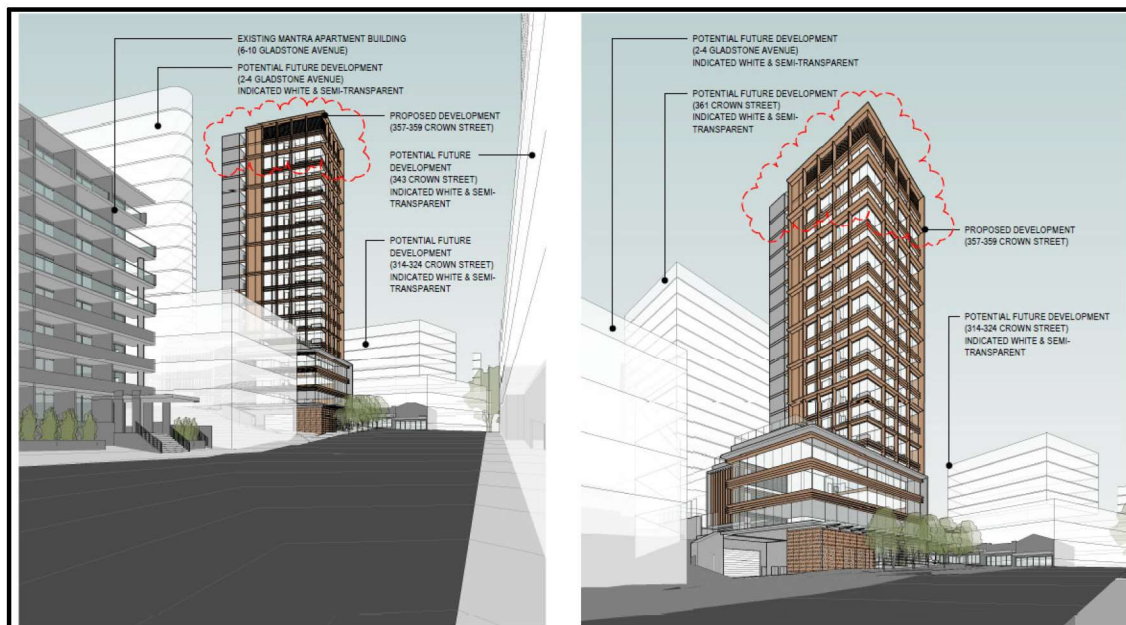 EXISTING MANTRA APARTMENT BUILDING
(6-10 GLADSTONE AVENUE)
POTENTIAL FUTURE DEVELOPMENT
(2-4 GLADSTONE AVENUE)
INDICATED WHITE & SEMI-TRANSPARENT
PROPOSED DEVELOPMENT
(357-359 CROWN STREET)
POTENTIAL FUTURE
DEVELOPMENT
(343 CROWN STREET)
INDICATED WHITE & SEMI-
TRANSPARENT
POTENTIAL FUTURE
DEVELOPMENT
(314-324 CROWN STREET)
INDICATED WHITE & SEMI-
TRANSPARENT
POTENTIAL FUTURE DEVELOPMENT
(2-4 GLADSTONE AVENUE)
INDICATED WHITE & SEMI-TRANSPARENT
POTENTIAL FUTURE DEVELOPMENT
(361 CROWN STREET)
INDICATED WHITE & SEMI-
TRANSPARENT
PROPOSED DEVELOPMENT
(357-359 CROWN STREET)
POTENTIAL FUTURE DEVELOPMENT
(314-324 CROWN STREET)
INDICATED WHITE & SEMI-
TRANSPARENT